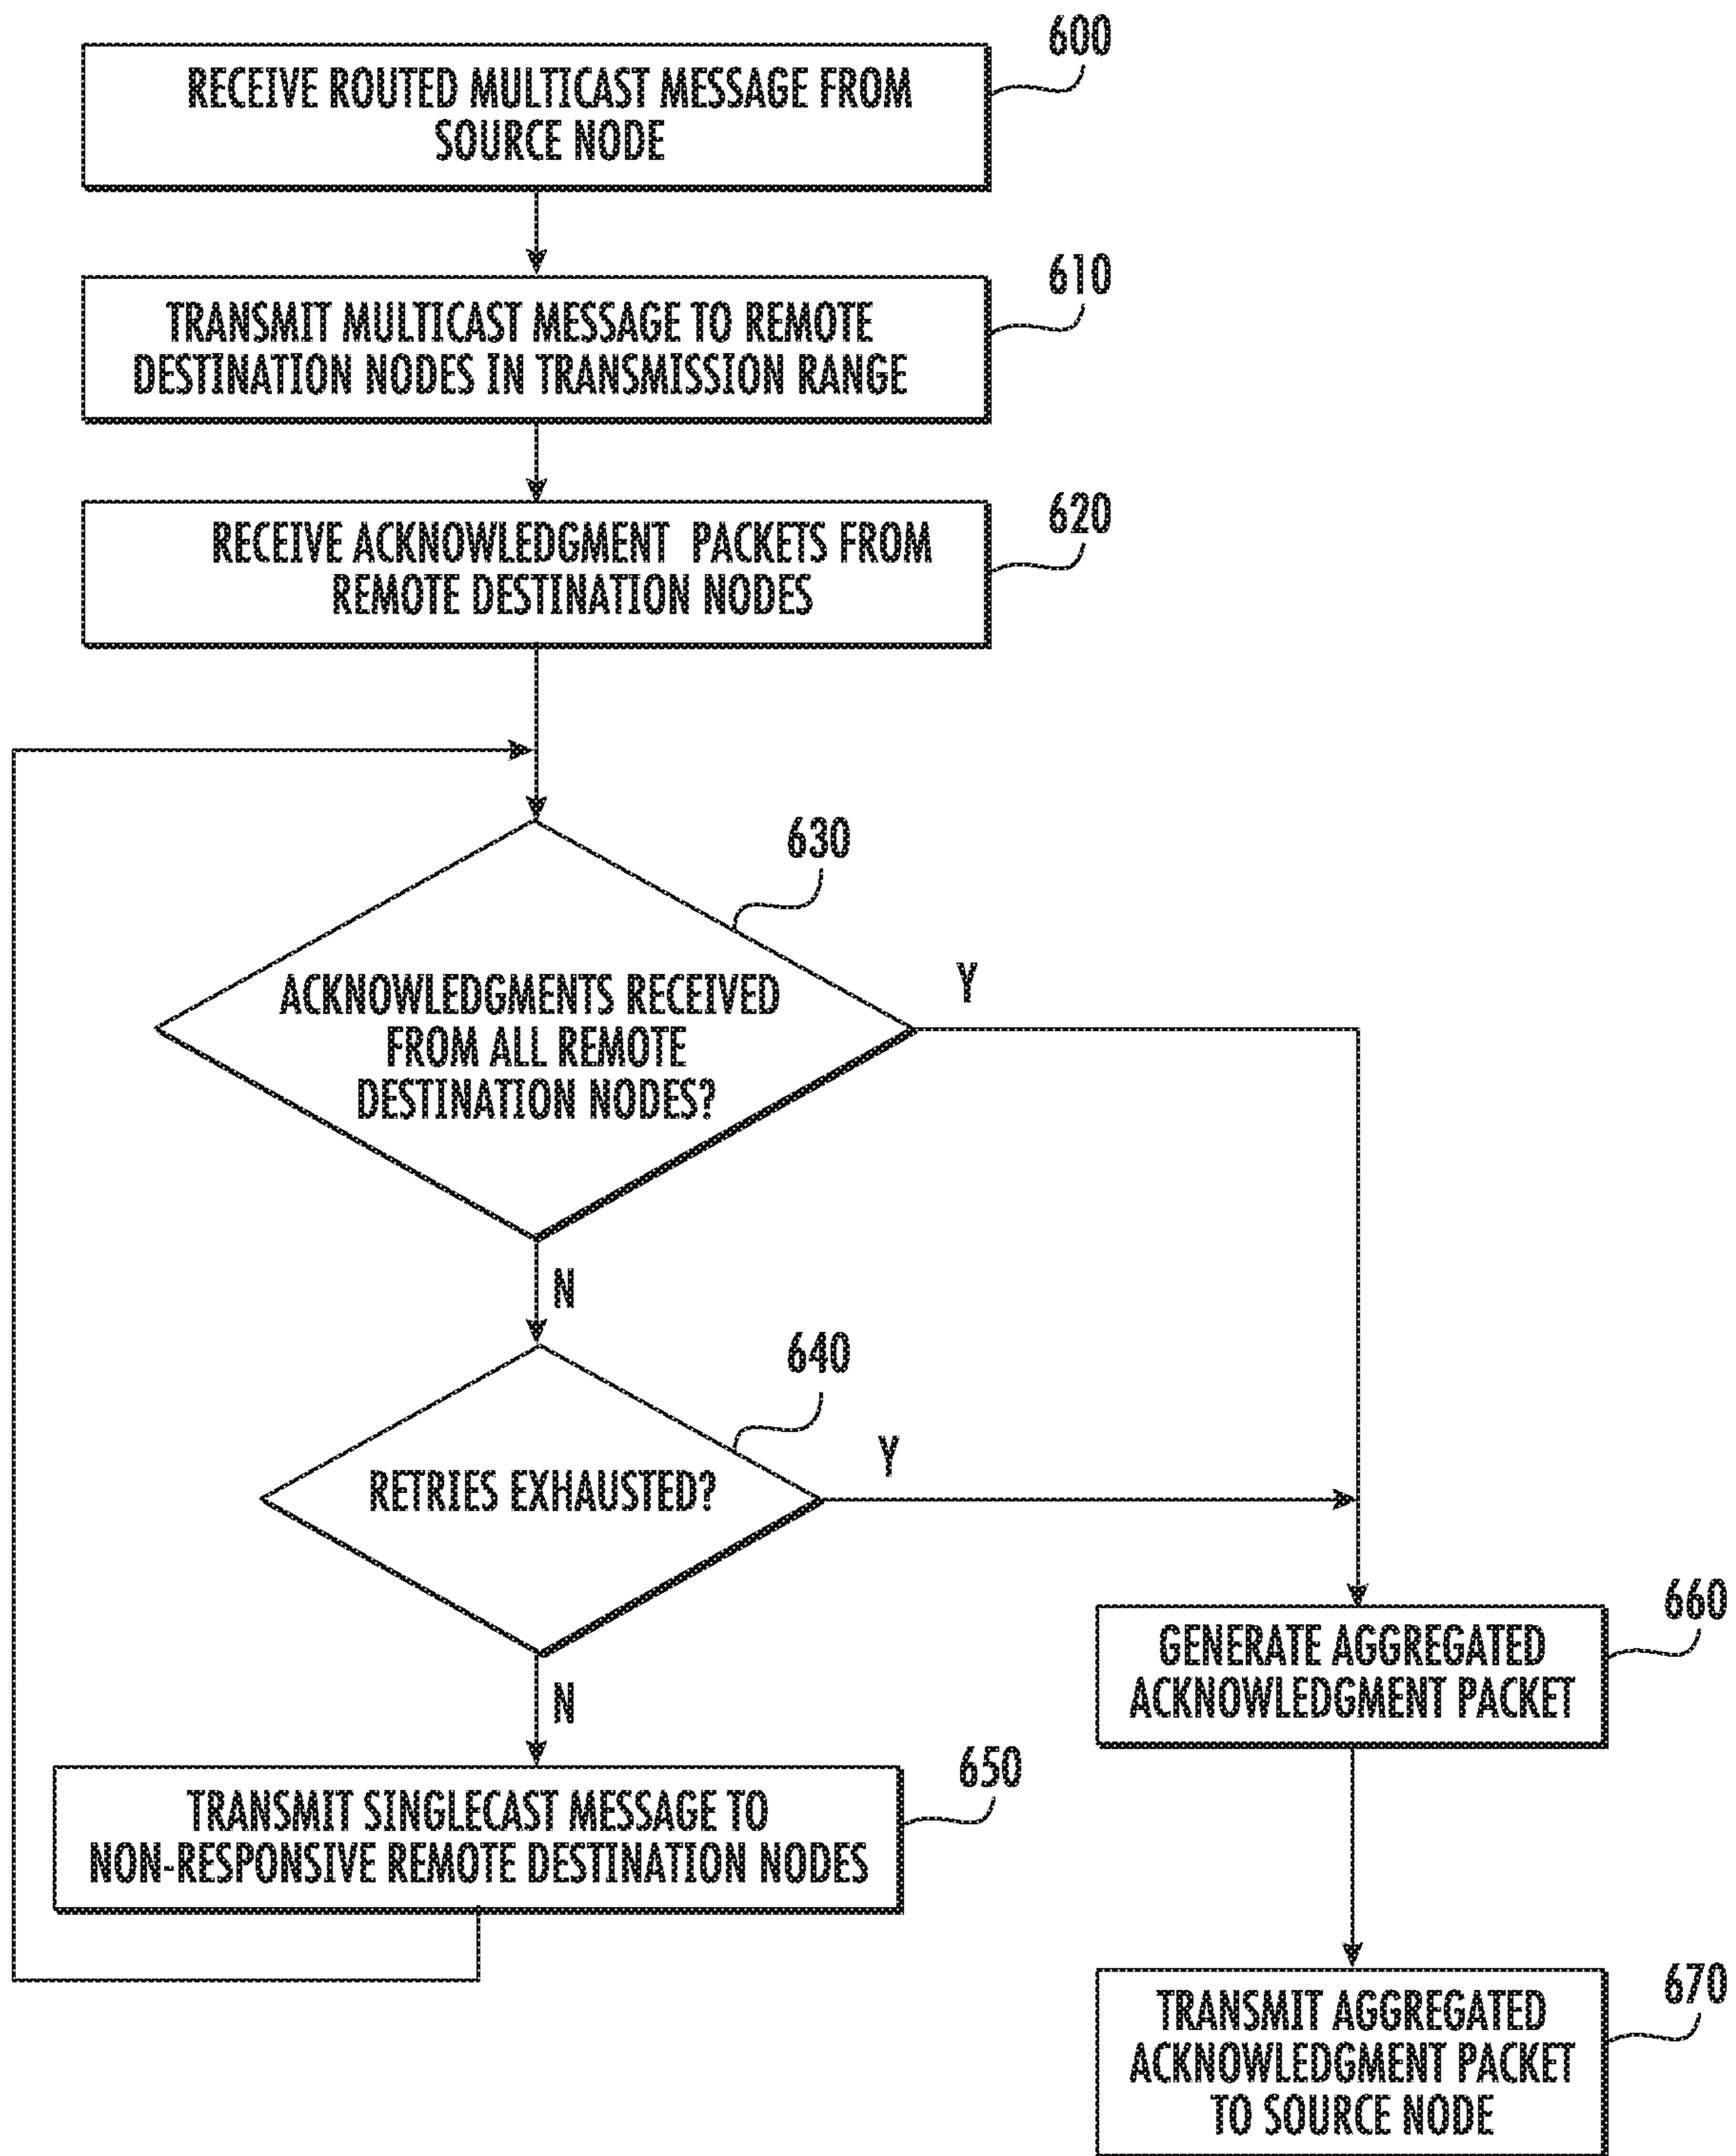 600
RECEIVE ROUTED MULTICAST MESSAGE FROM
SOURCE NODE
610
TRANSMIT MULTICAST MESSAGE TO REMOTE
DESTINATION NODES IN TRANSMISSION RANGE
620
RECEIVE ACKNOWLEDGMENT PACKETS FROM
REMOTE DESTINATION NODES
630
ACKNOWLEDGMENTS RECEIVED
FROM ALL REMOTE
DESTINATION NODES?
Y
N
640
RETRIES EXHAUSTED?
Y
N
650
TRANSMIT SINGLECAST MESSAGE TO
NON-RESPONSIVE REMOTE DESTINATION NODES
660
GENERATE AGGREGATED
ACKNOWLEDGMENT PACKET
670
TRANSMIT AGGREGATED
ACKNOWLEDGMENT PACKET
TO SOURCE NODE